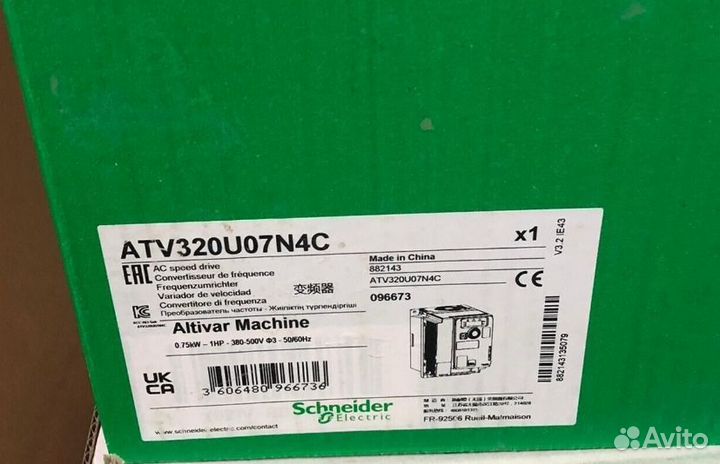 ATV320U07N4C
x1
V3.2 IE43
EAC
AC speed drive
Convertisseur de fréquence
Frequenzumrichter
Variador de velocidad
变频器
Convertitore di frequenza
Преобразователь частоты - Жиіліктің түрлендіргіші
Made in China
882143
ATV320U07N4C
CE
096673
Altivar Machine
0.75kW - 1HP - 380-500V Φ3 - 50/60Hz
882143135079
UK
CA
3 606480 966736
Schneider
Electric
www.schneider-electric.com/contact
FR-92506 Rueil-Malmaison
Avito